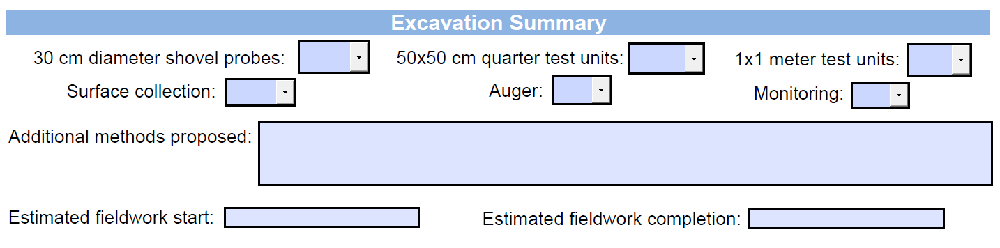 Excavation Summary
30 cm diameter shovel probes: 50x50 cm quarter test units: 1x1 meter test units:
Surface collection: Auger: Monitoring:
Additional methods proposed:
Estimated fieldwork start: Estimated fieldwork completion: